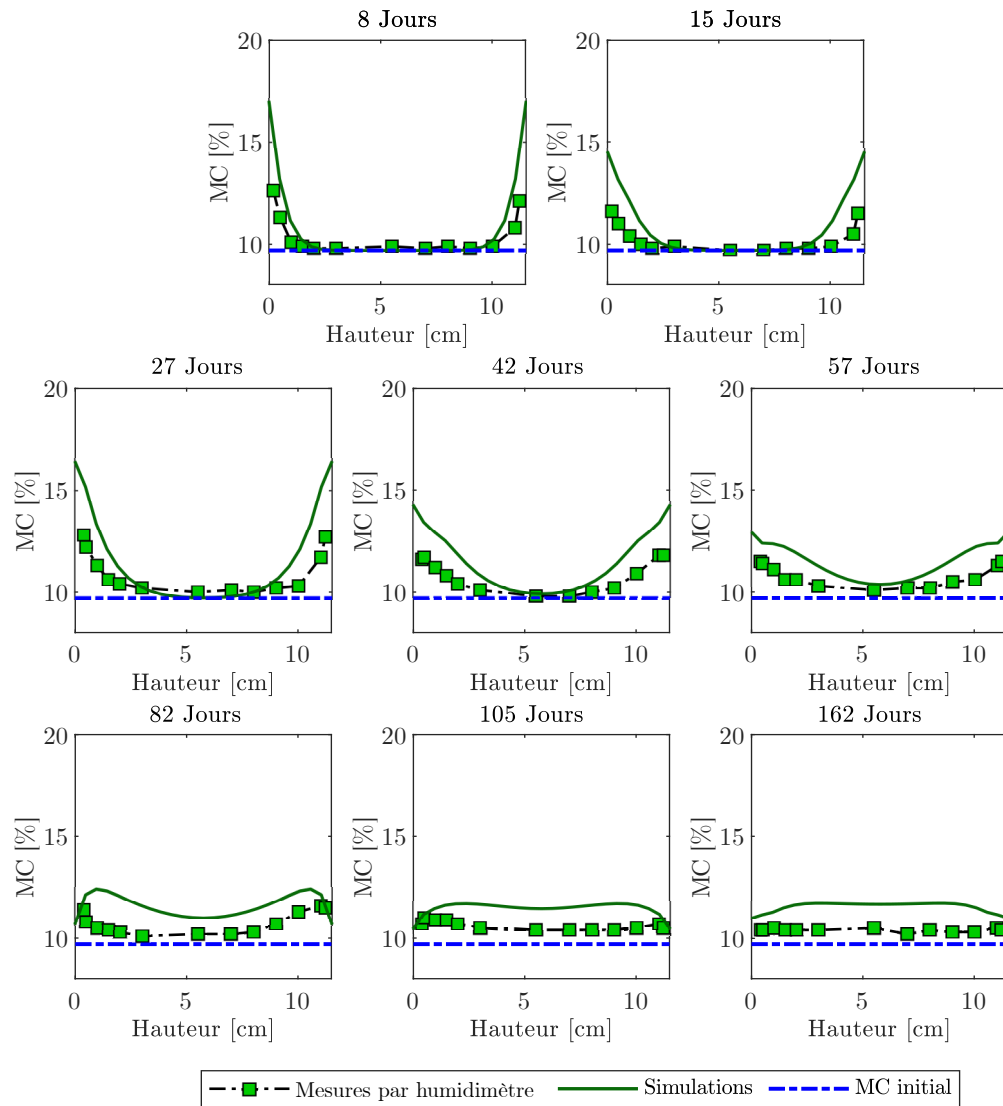 8 Jours
15 Jours
20
15
10
MC [%]
0 5 10
Hauteur [cm]
20
15
10
MC [%]
0 5 10
Hauteur [cm]
27 Jours
42 Jours
57 Jours
20
15
10
MC [%]
0 5 10
Hauteur [cm]
20
15
10
MC [%]
0 5 10
Hauteur [cm]
20
15
10
MC [%]
0 5 10
Hauteur [cm]
82 Jours
105 Jours
162 Jours
20
15
10
MC [%]
0 5 10
Hauteur [cm]
20
15
10
MC [%]
0 5 10
Hauteur [cm]
20
15
10
MC [%]
0 5 10
Hauteur [cm]
Mesures par humidimètre Simulations MC initial